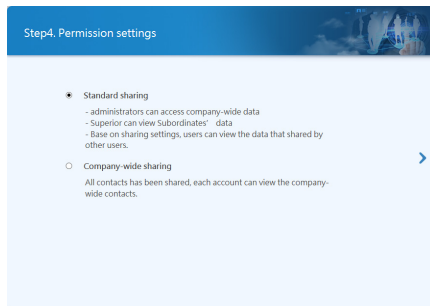 Step4. Permission settings
Standard sharing
- administrators can access company-wide data
- Superior can view Subordinates' data
- Base on sharing settings, users can view the data that shared by
other users.
Company-wide sharing
All contacts has been shared, each account can view the company-
wide contacts.